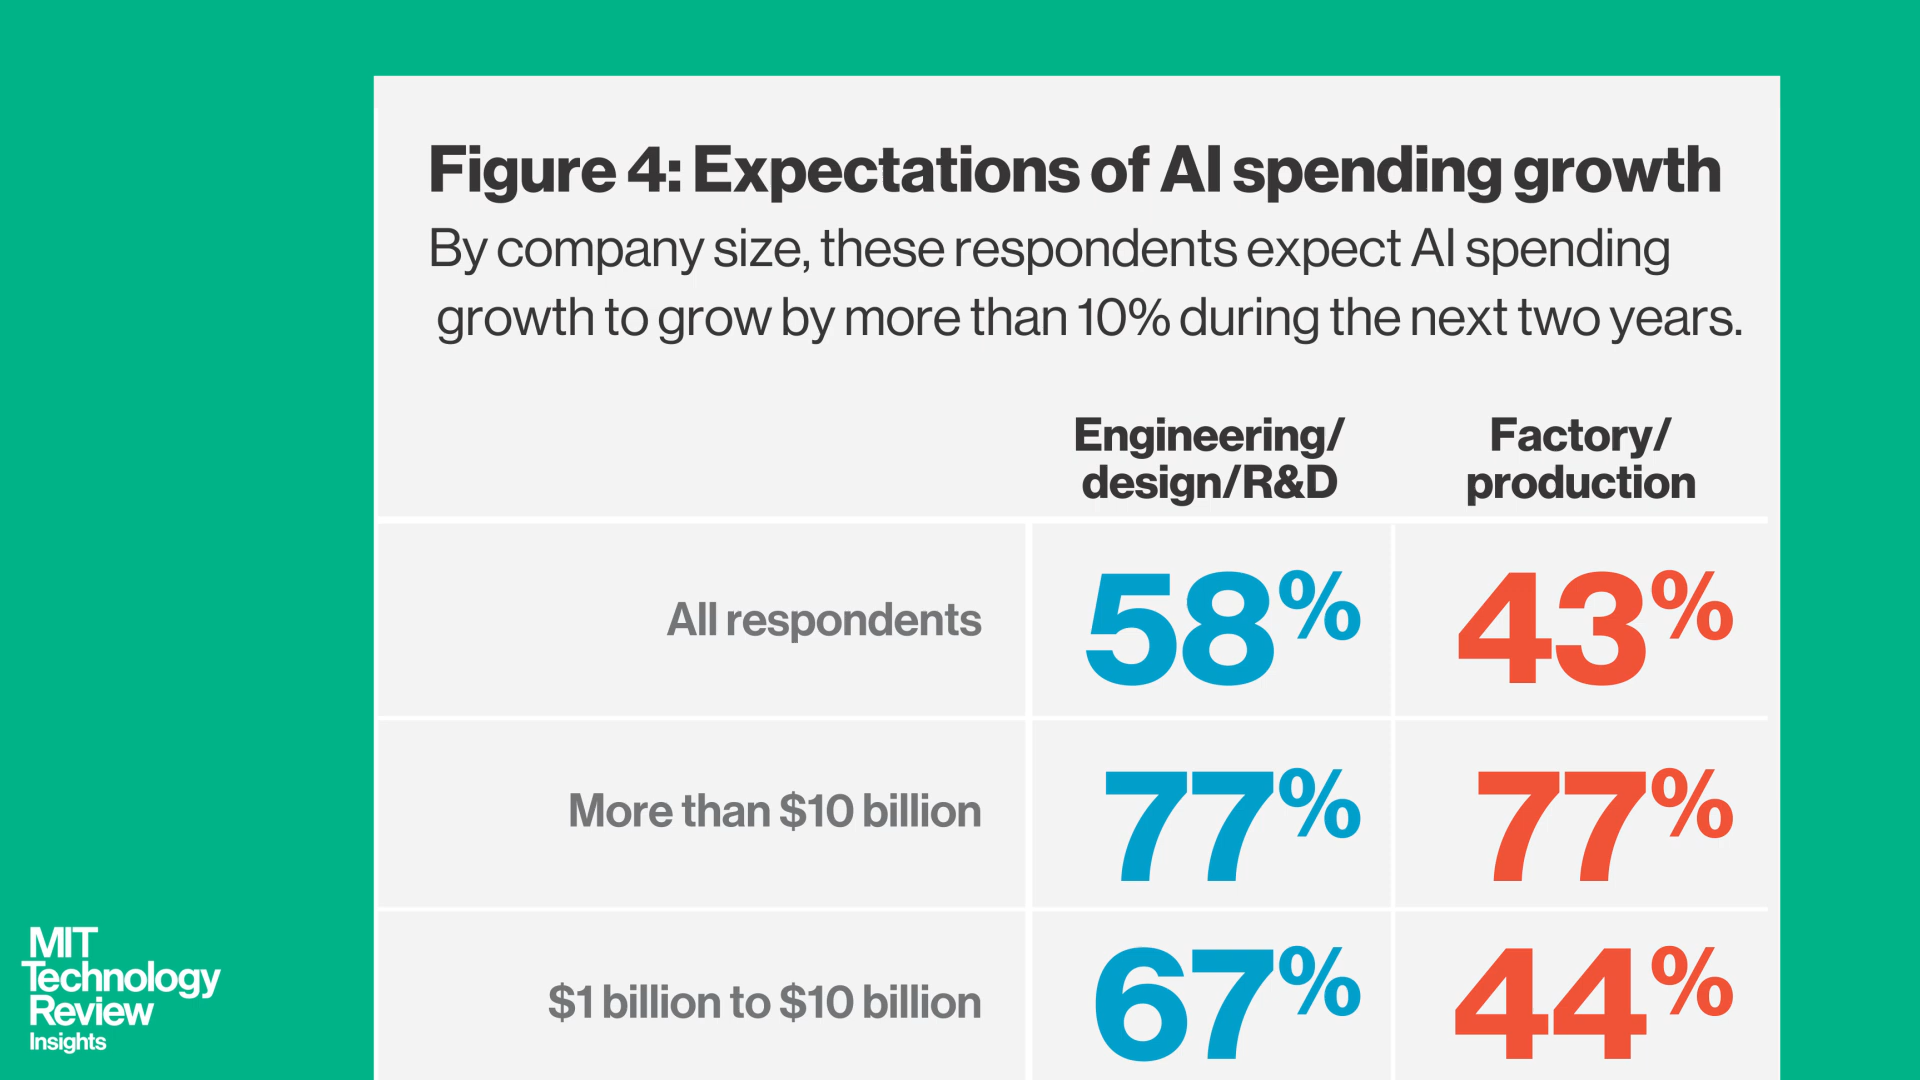 Figure 4: Expectations of AI spending growth
By company size, these respondents expect AI spending
growth to grow by more than 10% during the next two years.
Engineering/
design/R&D
Factory/
production
All respondents
58%
43%
More than $10 billion
77%
77%
$1 billion to $10 billion
67%
44%
MIT
Technology
Review
Insights